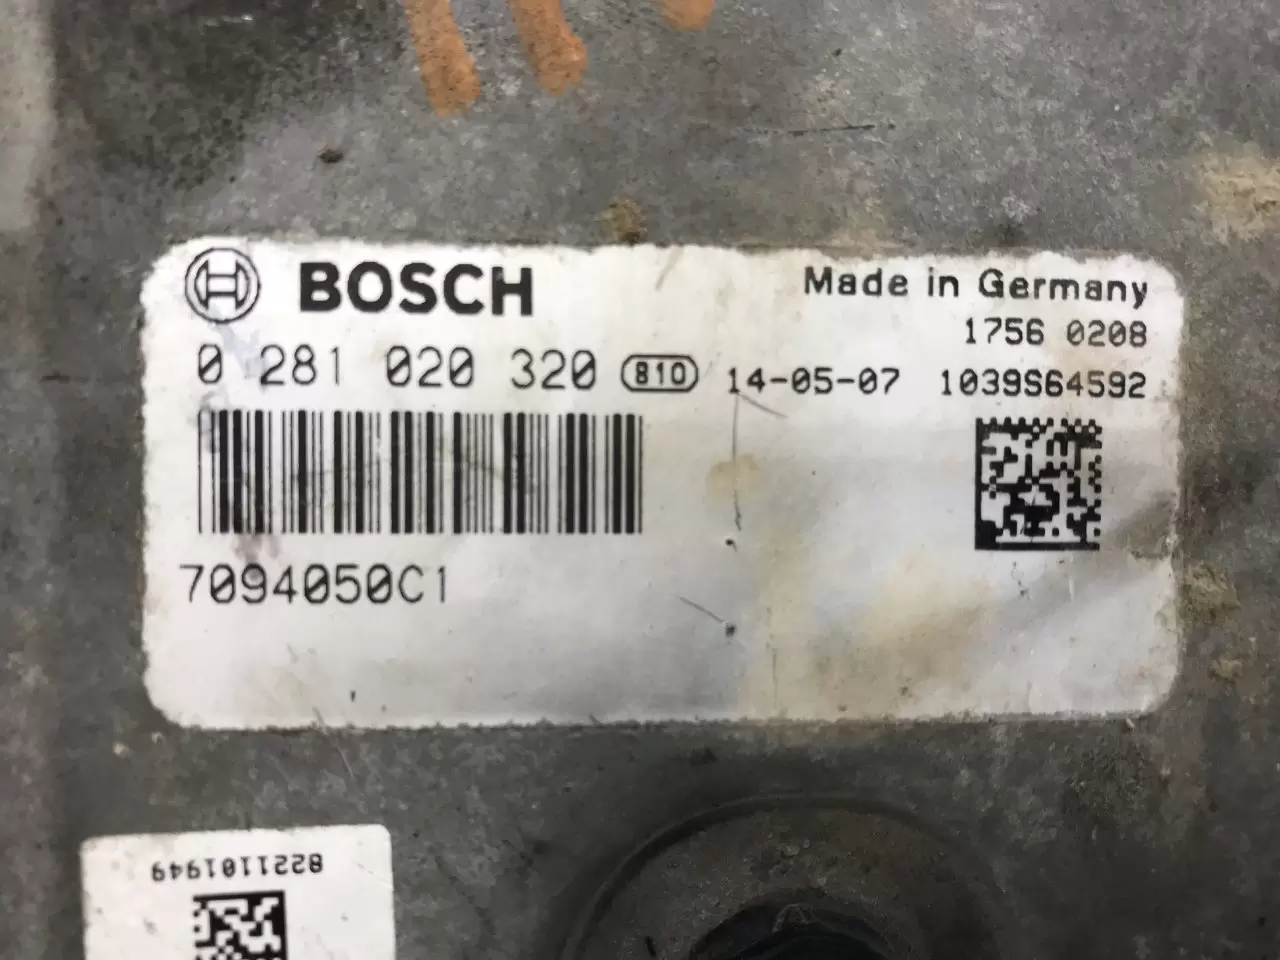 BOSCH
Made in Germany
1756 0208
0 281 020 320 810 14-05-07 1039S64592
7094050C1
8221101949